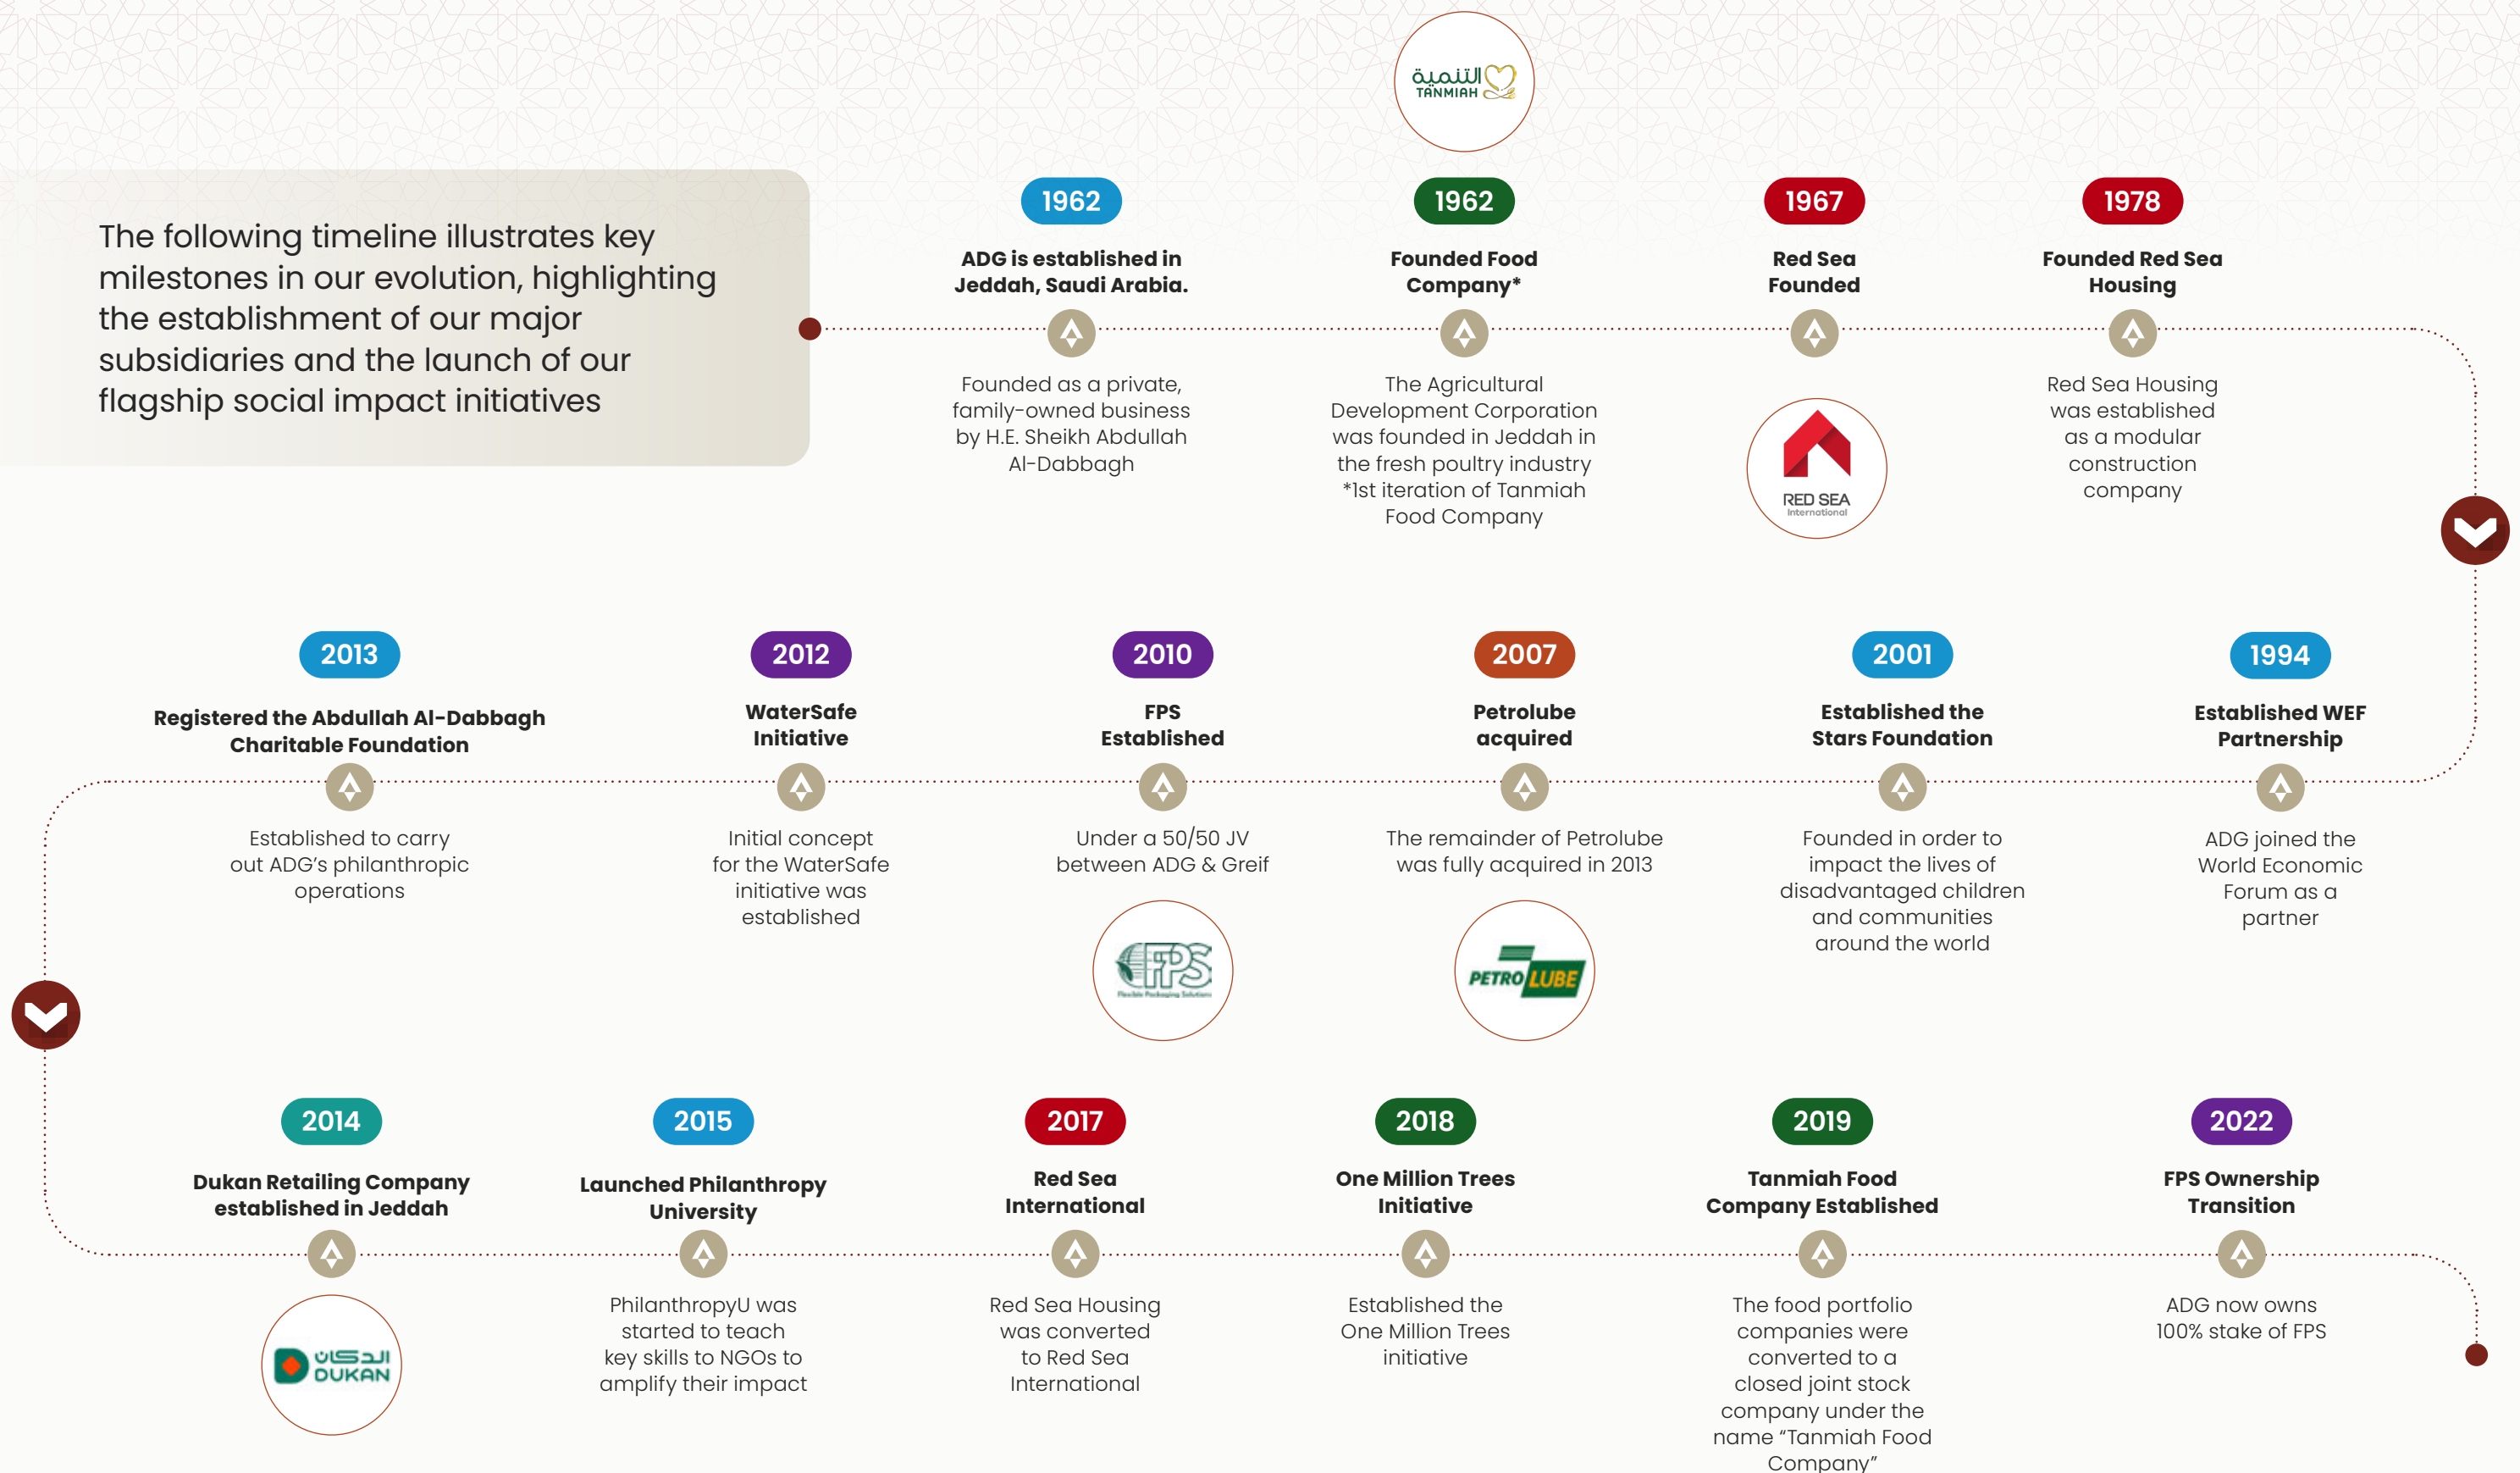 التنمية
TANMIAH
The following timeline illustrates key
milestones in our evolution, highlighting
the establishment of our major
subsidiaries and the launch of our
flagship social impact initiatives
1962
ADG is established in
Jeddah, Saudi Arabia.
Founded as a private,
family-owned business
by H.E. Sheikh Abdullah
Al-Dabbagh
1962
Founded Food
Company*
The Agricultural
Development Corporation
was founded in Jeddah in
the fresh poultry industry
*1st iteration of Tanmiah
Food Company
1967
Red Sea
Founded
RED SEA
International
1978
Founded Red Sea
Housing
Red Sea Housing
was established
as a modular
construction
company
1994
Established WEF
Partnership
ADG joined the
World Economic
Forum as a
partner
2001
Established the
Stars Foundation
Founded in order to
impact the lives of
disadvantaged children
and communities
around the world
2007
Petrolube
acquired
The remainder of Petrolube
was fully acquired in 2013
PETROLUBE
2010
FPS
Established
Under a 50/50 JV
between ADG & Greif
FPS
Flexible Packaging Solutions
2012
WaterSafe
Initiative
Initial concept
for the WaterSafe
initiative was
established
2013
Registered the Abdullah Al-Dabbagh
Charitable Foundation
Established to carry
out ADG’s philanthropic
operations
2014
Dukan Retailing Company
established in Jeddah
الدكان
DUKAN
2015
Launched Philanthropy
University
PhilanthropyU was
started to teach
key skills to NGOs to
amplify their impact
2017
Red Sea
International
Red Sea Housing
was converted
to Red Sea
International
2018
One Million Trees
Initiative
Established the
One Million Trees
initiative
2019
Tanmiah Food
Company Established
The food portfolio
companies were
converted to a
closed joint stock
company under the
name “Tanmiah Food
Company”
2022
FPS Ownership
Transition
ADG now owns
100% stake of FPS